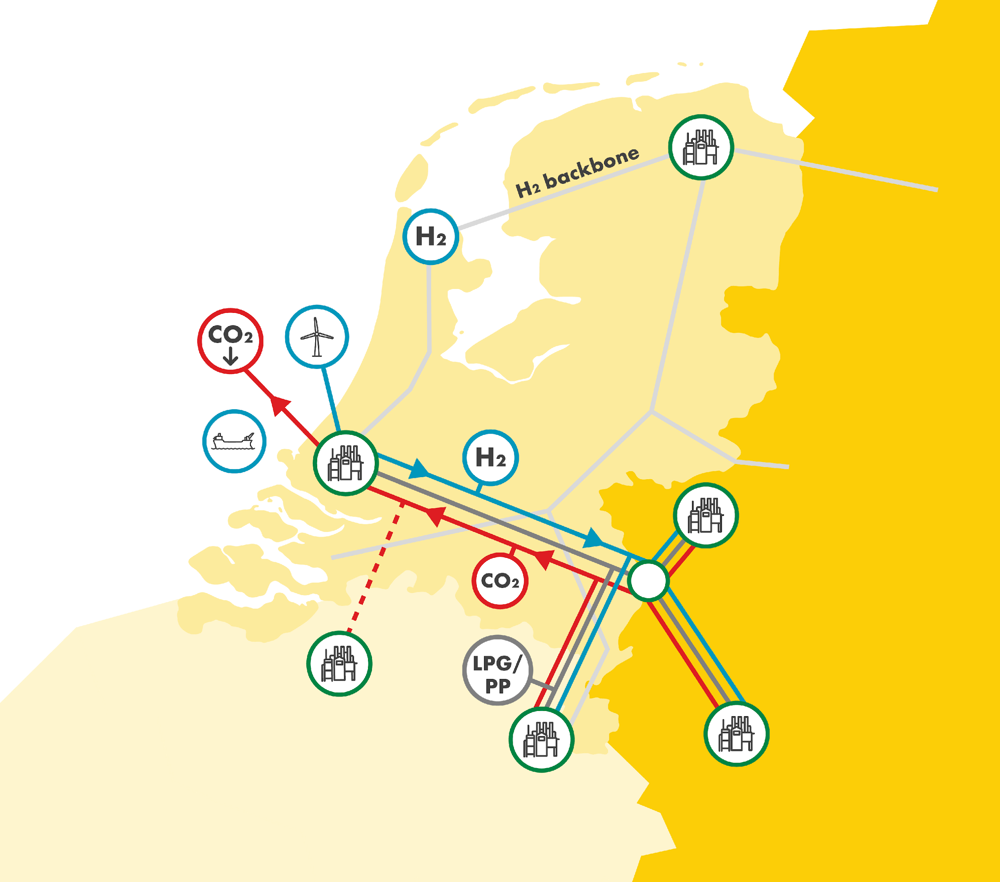 H₂ backbone
H₂
CO₂
H₂
CO₂
LPG/
PP